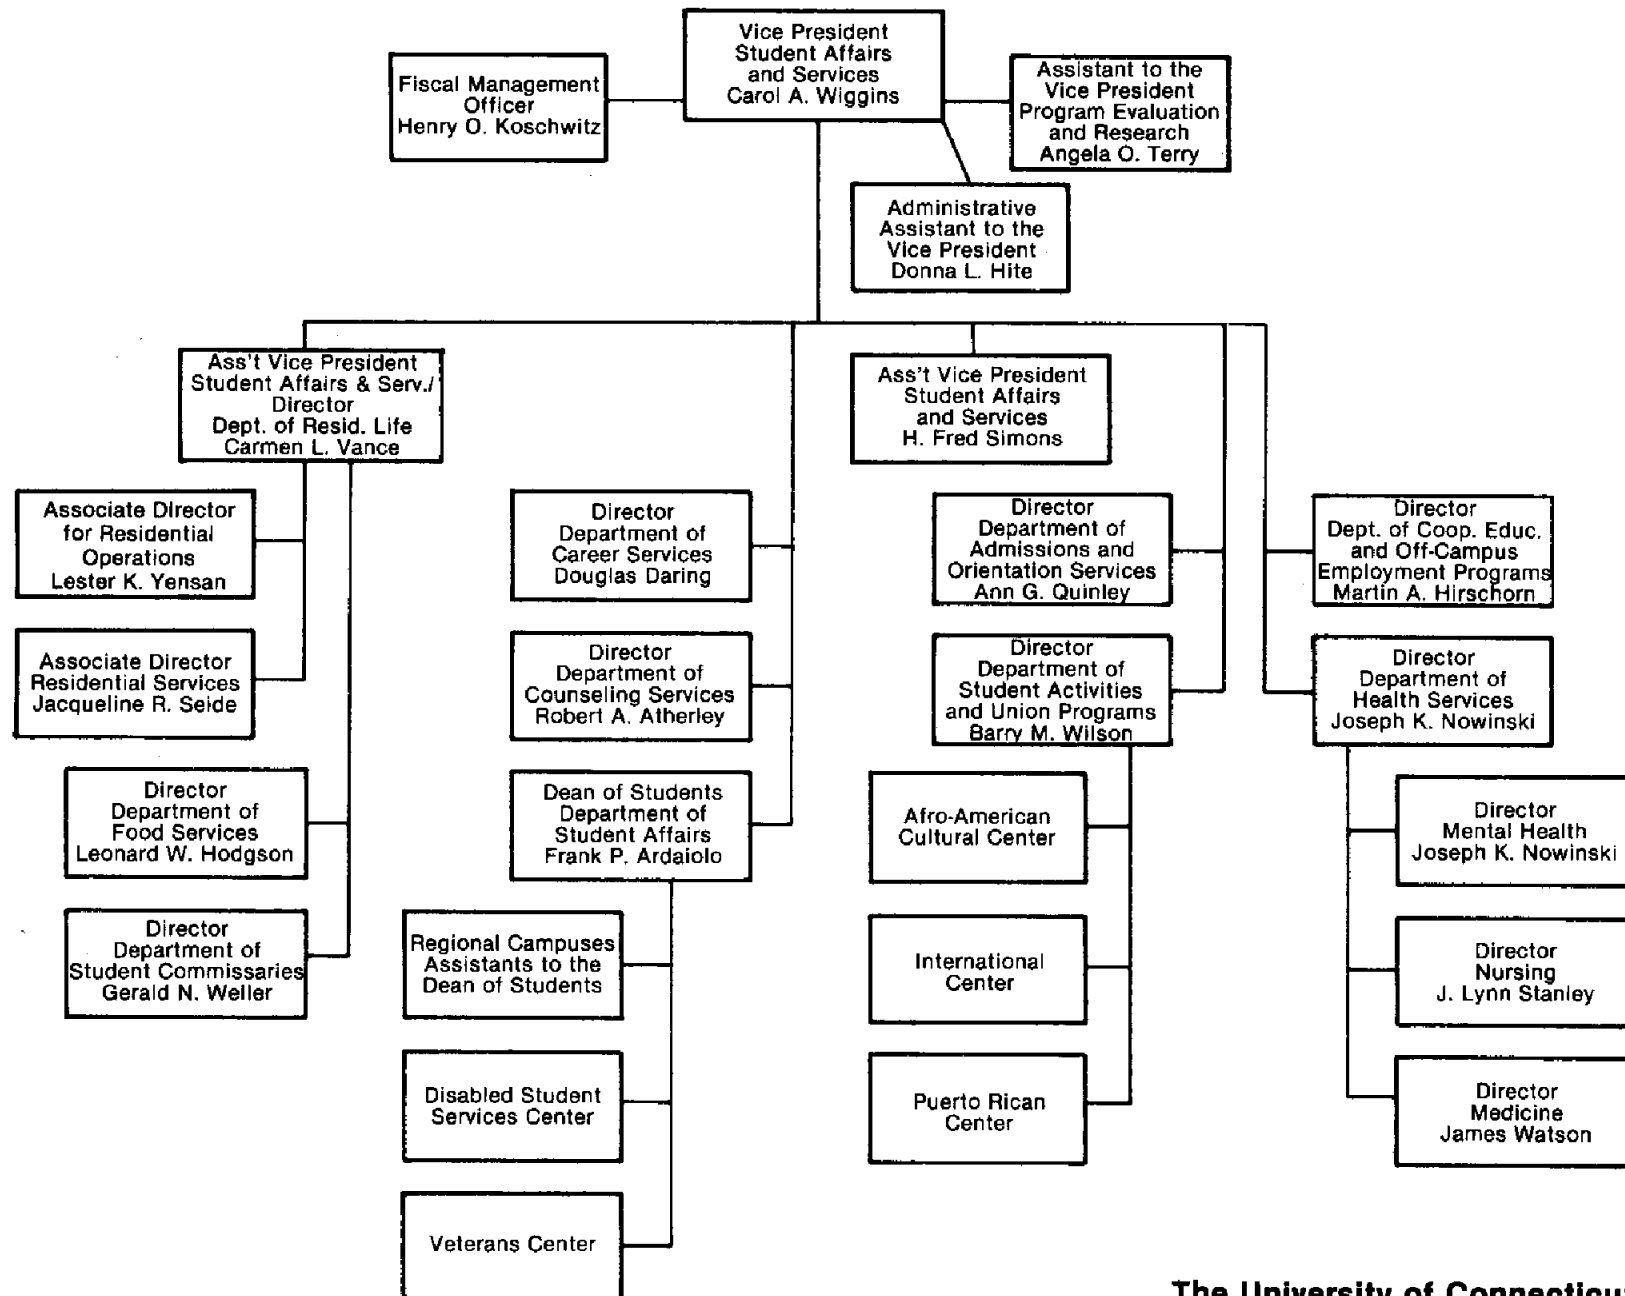 Vice President
Student Affairs
and Services
Carol A. Wiggins
Fiscal Management
Officer
Henry O. Koschwitz
Assistant to the
Vice President
Program Evaluation
and Research
Angela O. Terry
Administrative
Assistant to the
Vice President
Donna L. Hite
Ass't Vice President
Student Affairs & Serv./
Director
Dept. of Resid. Life
Carmen L. Vance
Ass't Vice President
Student Affairs
and Services
H. Fred Simons
Associate Director
for Residential
Operations
Lester K. Yensan
Associate Director
Residential Services
Jacqueline R. Seide
Director
Department of
Food Services
Leonard W. Hodgson
Director
Department of
Student Commissaries
Gerald N. Weller
Director
Department of
Career Services
Douglas Daring
Director
Department of
Counseling Services
Robert A. Atherley
Dean of Students
Department of
Student Affairs
Frank P. Ardaiolo
Regional Campuses
Assistants to the
Dean of Students
Disabled Student
Services Center
Veterans Center
Director
Department of
Admissions and
Orientation Services
Ann G. Quinley
Director
Department of
Student Activities
and Union Programs
Barry M. Wilson
Afro-American
Cultural Center
International
Center
Puerto Rican
Center
Director
Dept. of Coop. Educ.
and Off-Campus
Employment Programs
Martin A. Hirschorn
Director
Department of
Health Services
Joseph K. Nowinski
Director
Mental Health
Joseph K. Nowinski
Director
Nursing
J. Lynn Stanley
Director
Medicine
James Watson
The University of Connecticu